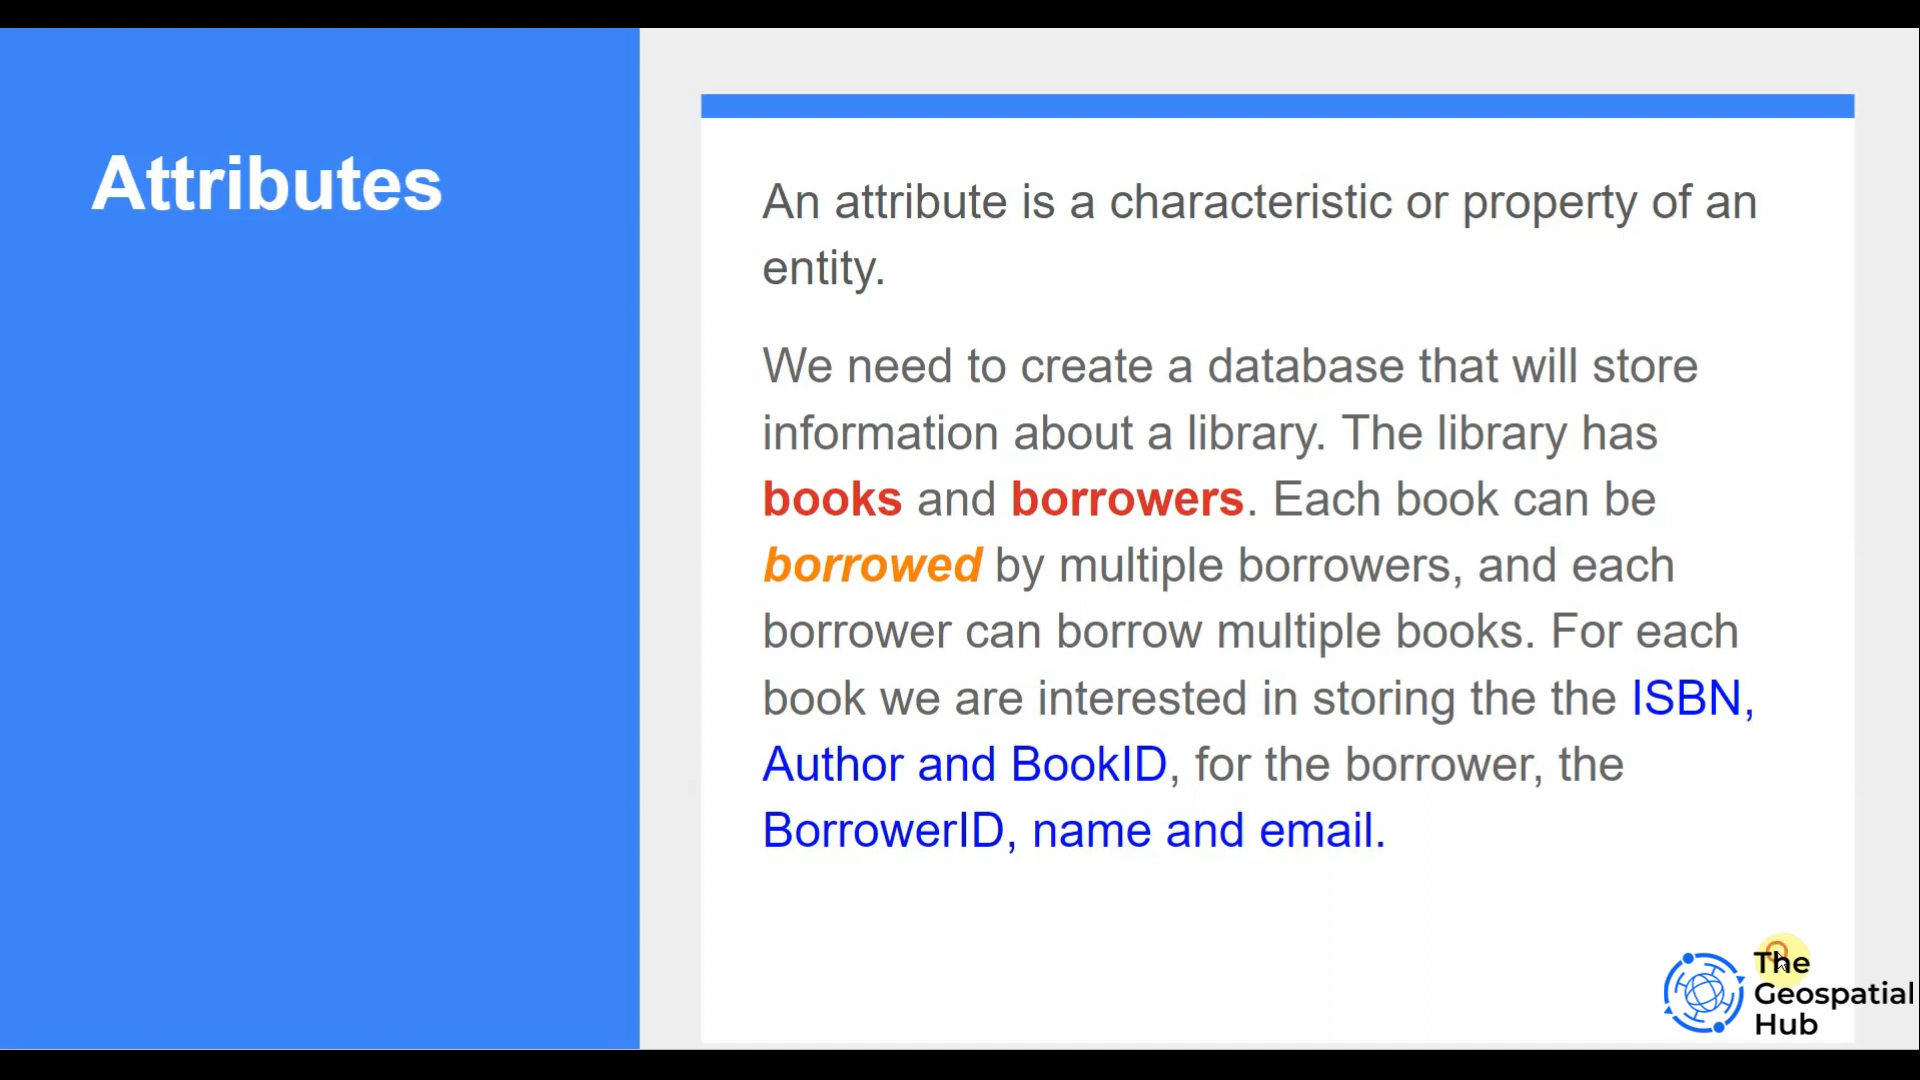 Attributes
An attribute is a characteristic or property of an
entity.
We need to create a database that will store
information about a library. The library has
books and borrowers. Each book can be
borrowed by multiple borrowers, and each
borrower can borrow multiple books. For each
book we are interested in storing the the ISBN,
Author and BookID, for the borrower, the
BorrowerID, name and email.
The
Geospatial
Hub